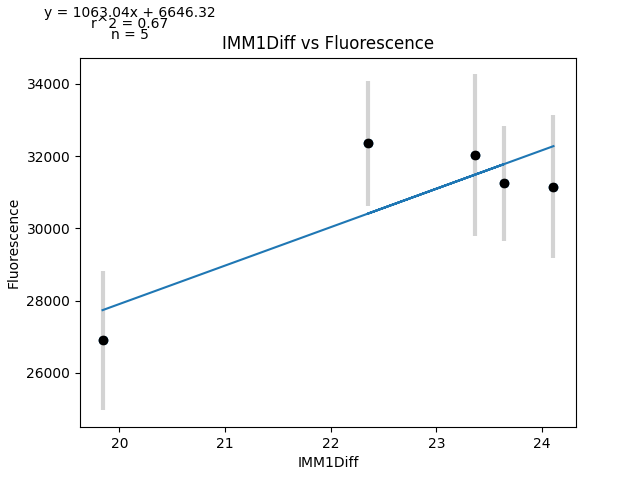 y = 1063.04x + 6646.32
r^2 = 0.67
n = 5
IMM1Diff vs Fluorescence
34000
32000
30000
28000
26000
Fluorescence
20 21 22 23 24
IMM1Diff